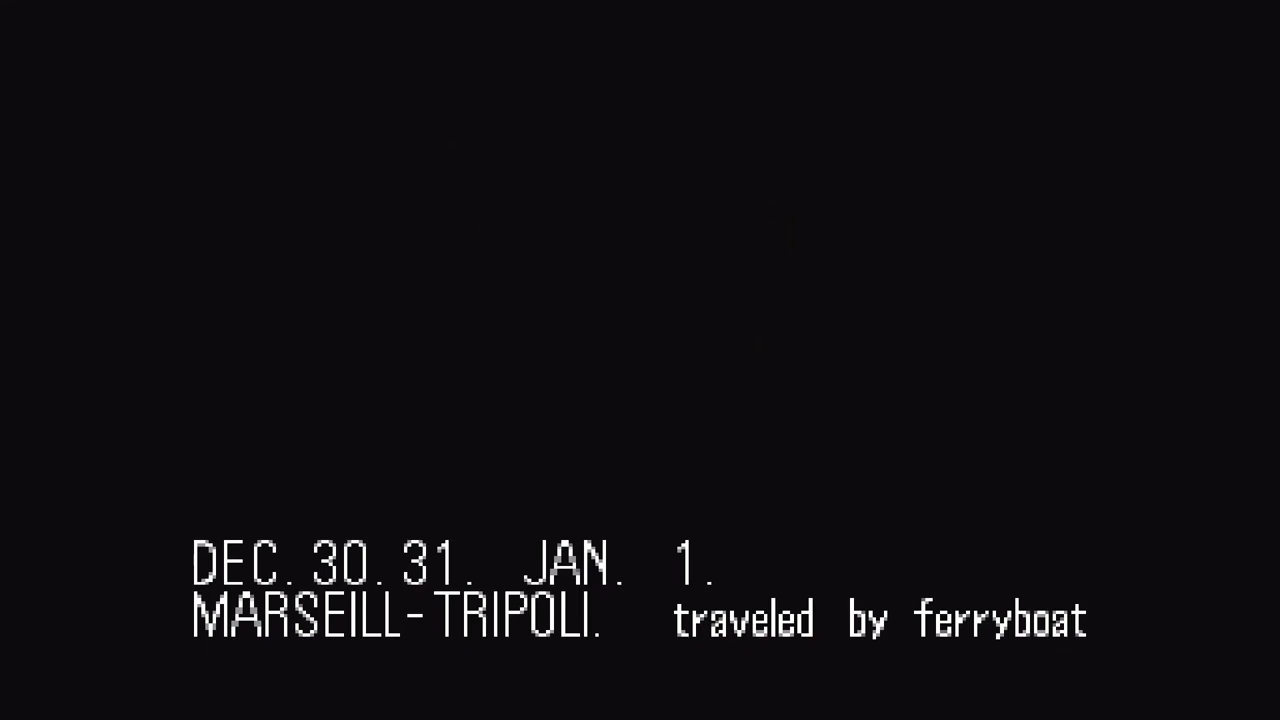 DEC. 30. 31. JAN. 1.
MARSEILL-TRIPOLI. traveled by ferryboat